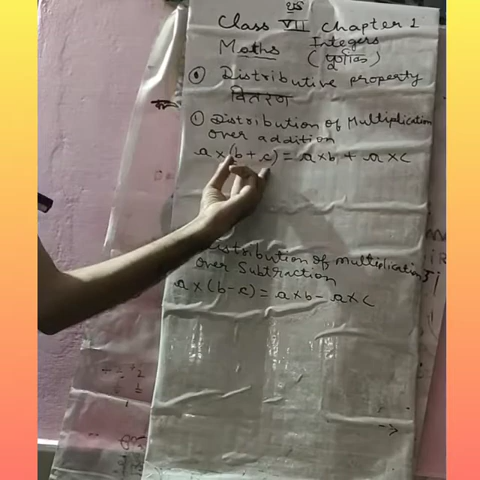 Class VII Chapter 1
Maths Integers
(पूर्णांक)
Distributive property
वितरण
① Distribution of Multiplication
over addition
a × (b + c) = a × b + a × c
istribution of multiplication
over Subtraction
a × (b - c) = a × b - a × c